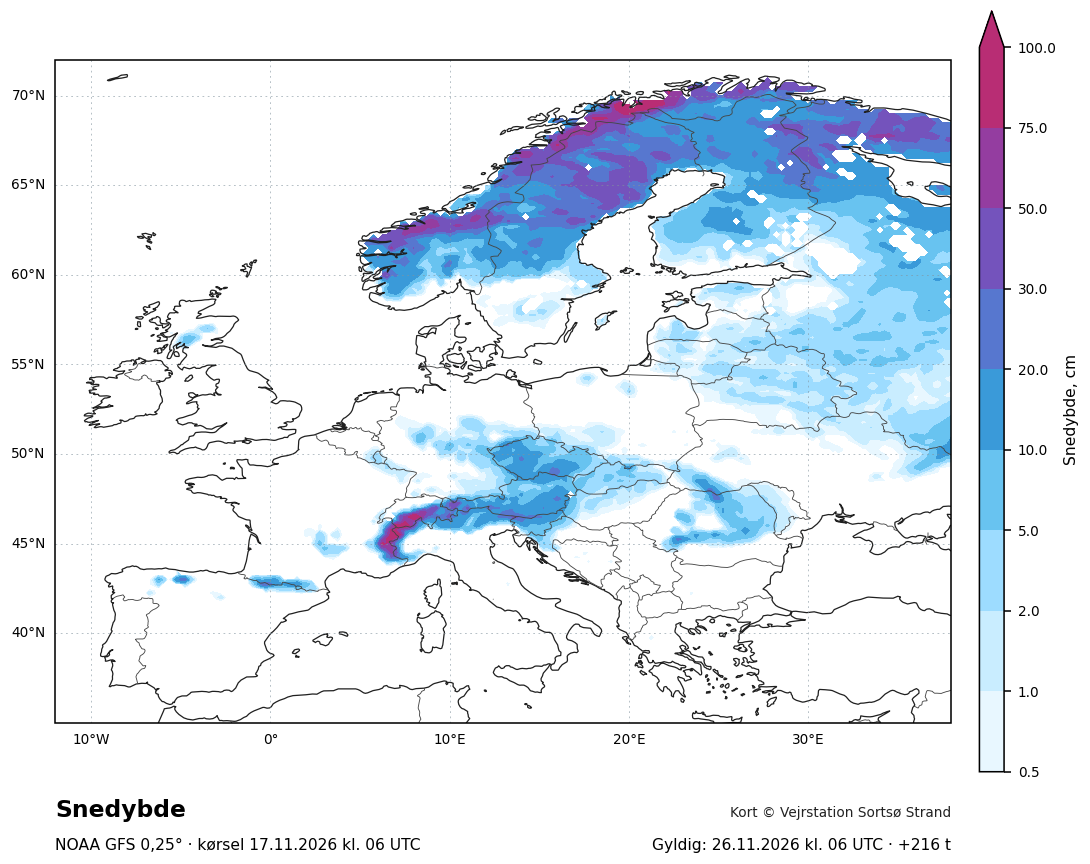 70°N
65°N
60°N
55°N
50°N
45°N
40°N
10°W
0°
10°E
20°E
30°E
100.0
75.0
50.0
30.0
20.0
10.0
5.0
2.0
1.0
0.5
Snedybde, cm
Snedybde
Kort © Vejrstation Sortsø Strand
NOAA GFS 0,25° · kørsel 17.11.2026 kl. 06 UTC
Gyldig: 26.11.2026 kl. 06 UTC · +216 t